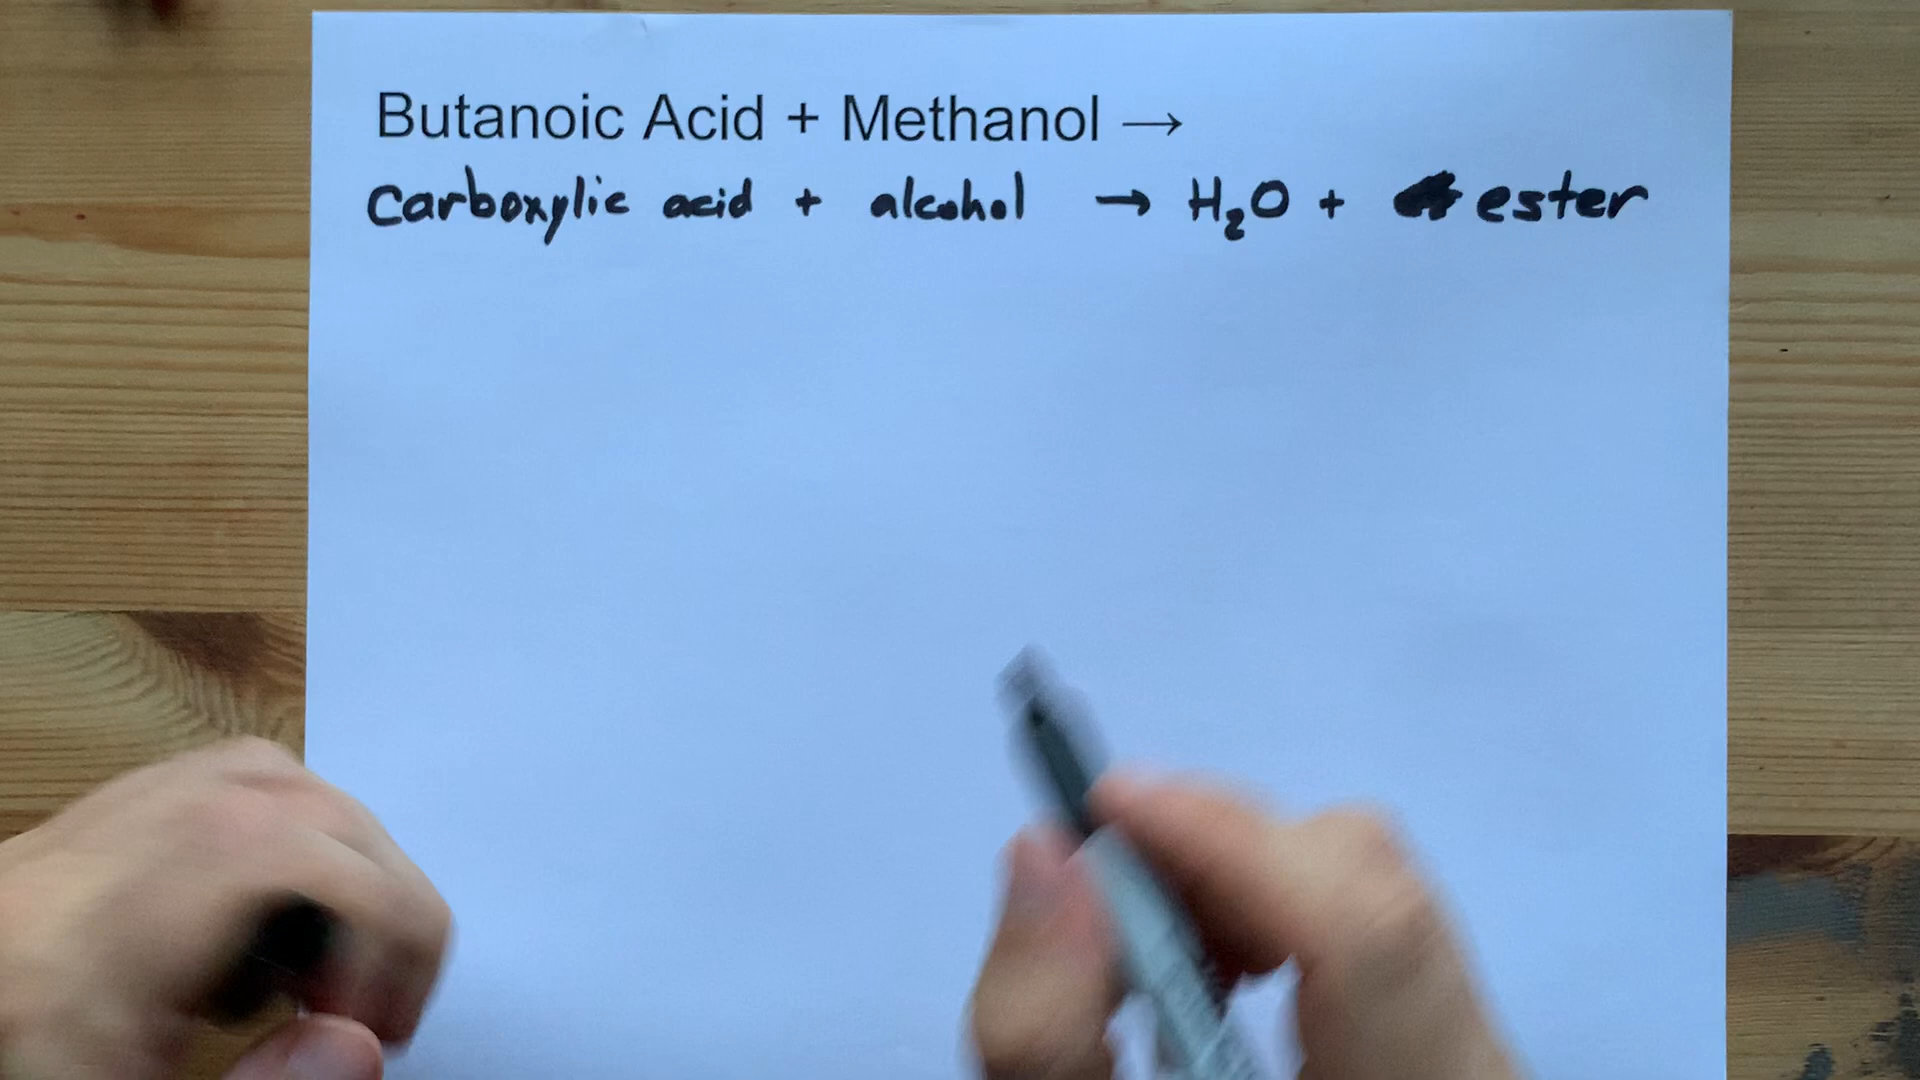 Butanoic Acid + Methanol →
carboxylic acid + alcohol → H₂O + ester